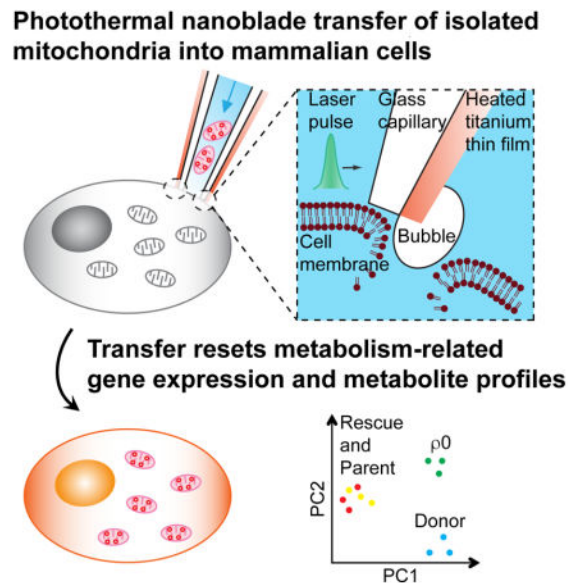 Photothermal nanoblade transfer of isolated
mitochondria into mammalian cells
Laser
pulse
Glass
capillary
Heated
titanium
thin film
Cell
membrane
Bubble
Transfer resets metabolism-related
gene expression and metabolite profiles
Rescue
and
Parent
ρ0
Donor
PC2
PC1